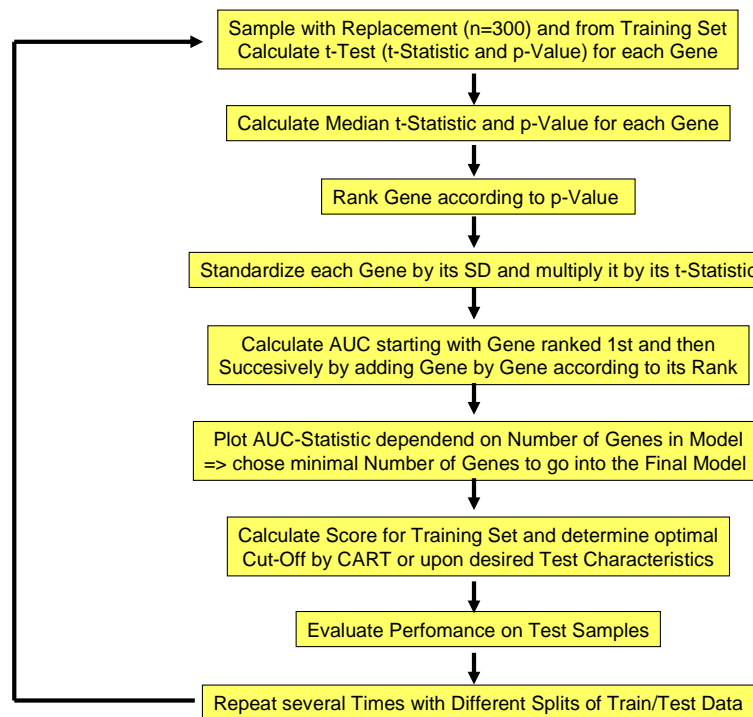 Sample with Replacement (n=300) and from Training Set
Calculate t-Test (t-Statistic and p-Value) for each Gene
Calculate Median t-Statistic and p-Value for each Gene
Rank Gene according to p-Value
Standardize each Gene by its SD and multiply it by its t-Statistic
Calculate AUC starting with Gene ranked 1st and then
Succesively by adding Gene by Gene according to its Rank
Plot AUC-Statistic dependend on Number of Genes in Model
=> chose minimal Number of Genes to go into the Final Model
Calculate Score for Training Set and determine optimal
Cut-Off by CART or upon desired Test Characteristics
Evaluate Perfomance on Test Samples
Repeat several Times with Different Splits of Train/Test Data